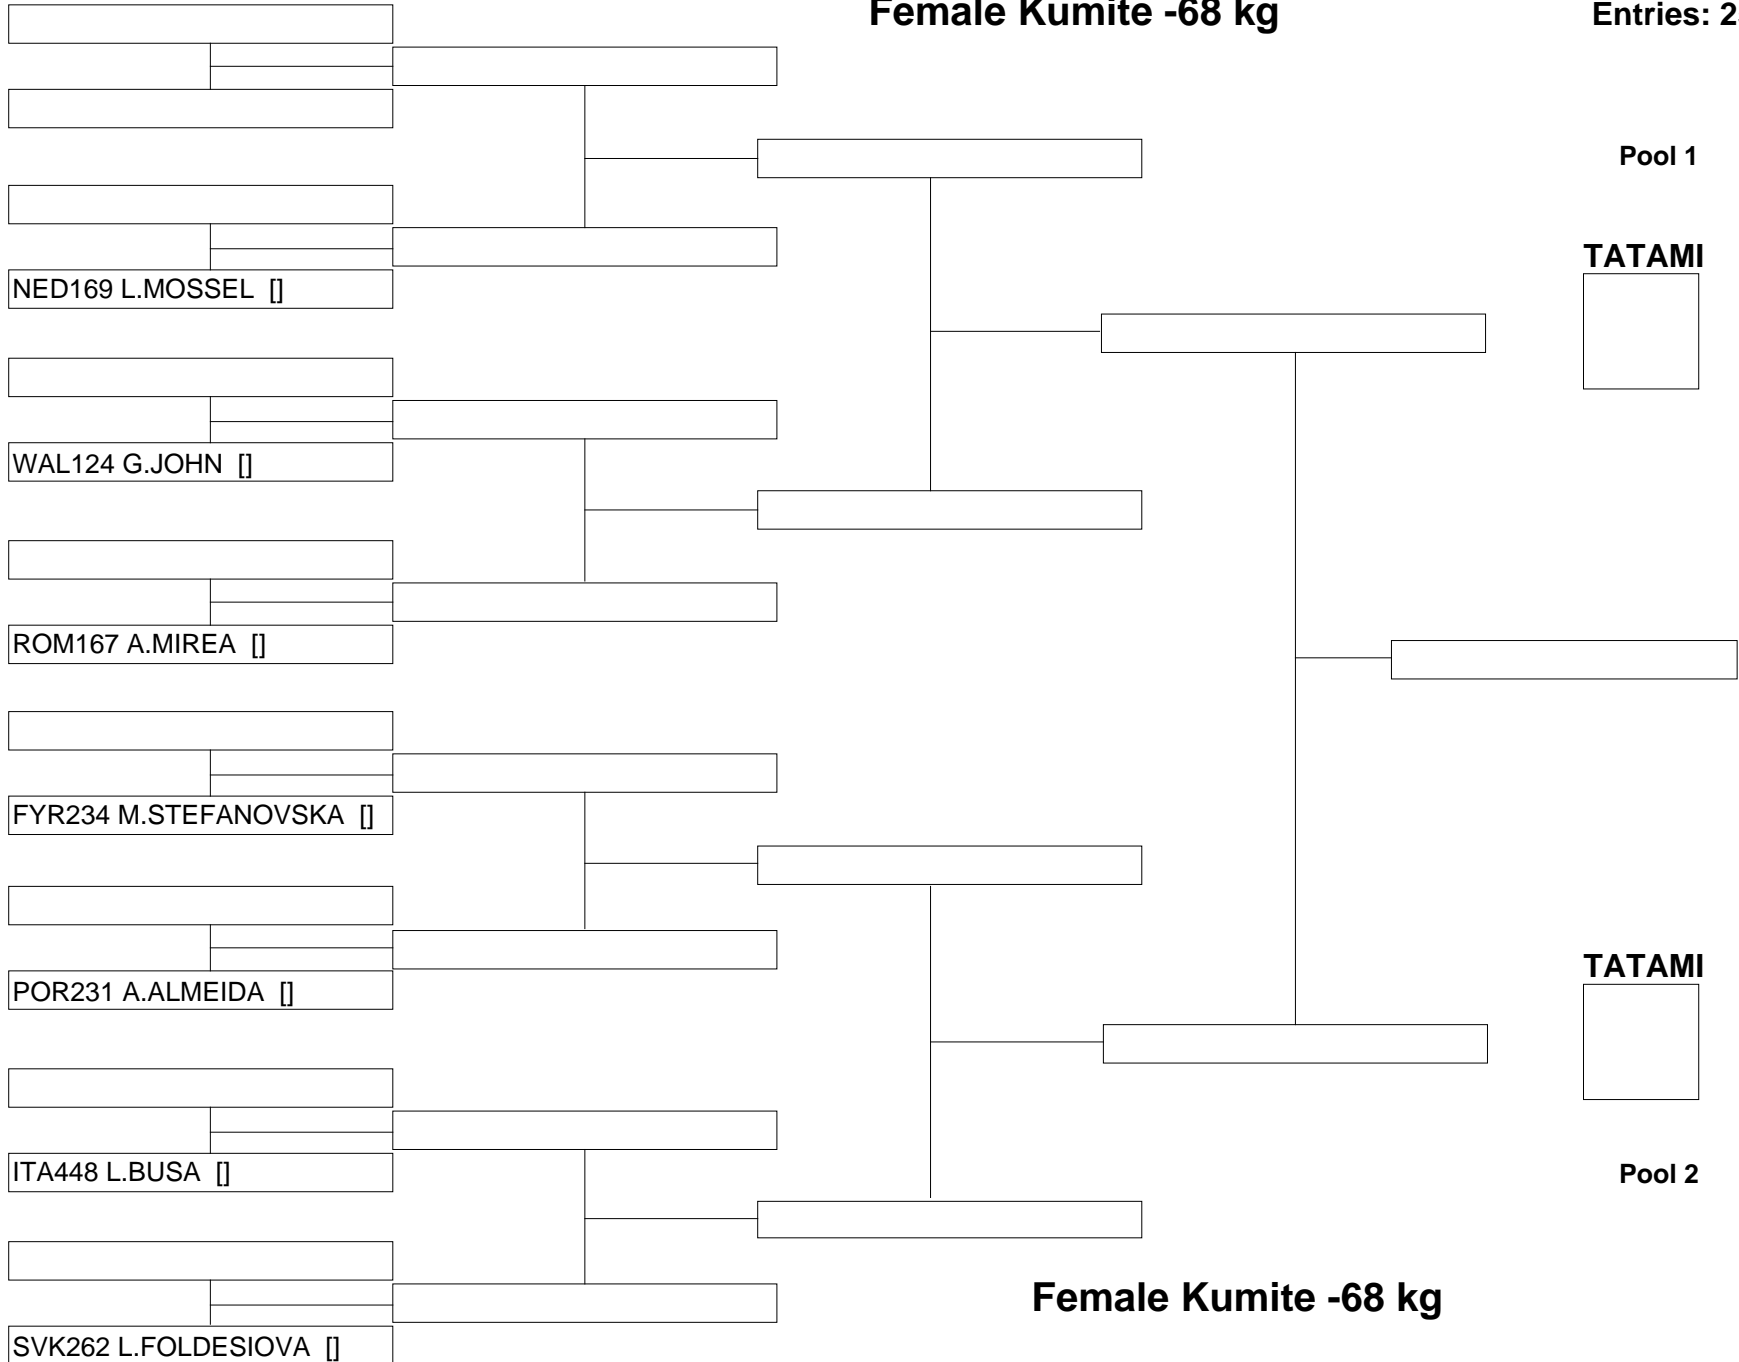 Female Kumite -68 kg
Entries:
Pool 1
TATAMI
NED169 L.MOSSEL []
WAL124 G.JOHN []
ROM167 A.MIREA []
FYR234 M.STEFANOVSKA []
POR231 A.ALMEIDA []
TATAMI
ITA448 L.BUSA []
Pool 2
Female Kumite -68 kg
SVK262 L.FOLDESIOVA []